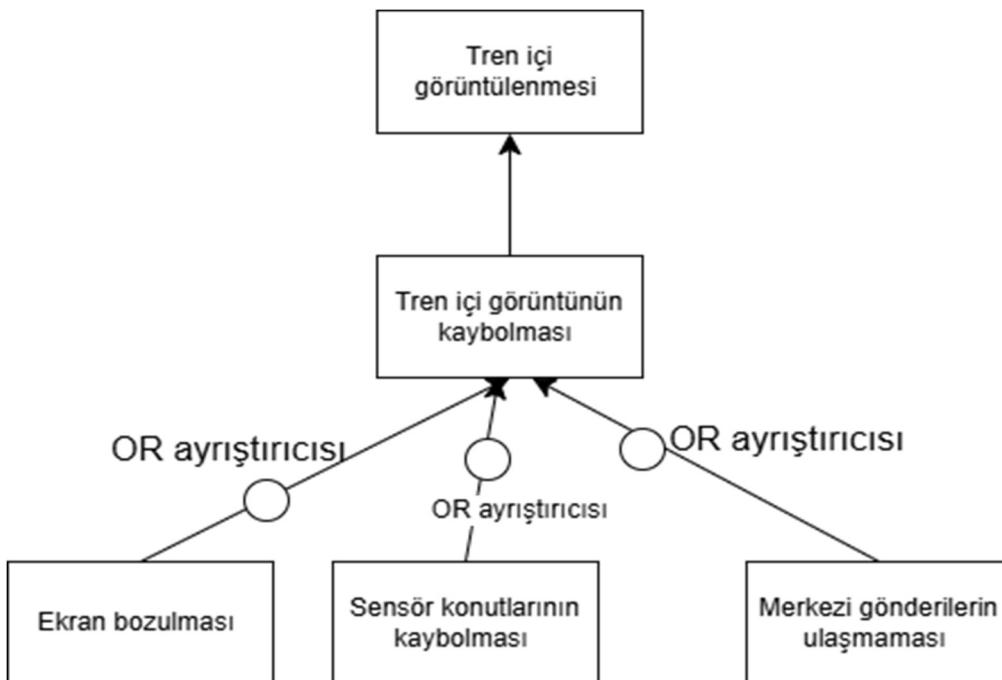 Tren içi
görüntülenmesi
Tren içi görüntünün
kaybolması
OR ayrıştırıcısı
OR ayrıştırıcısı
OR ayrıştırıcısı
Ekran bozulması
Sensör konutlarının
kaybolması
Merkezi gönderilerin
ulaşmaması